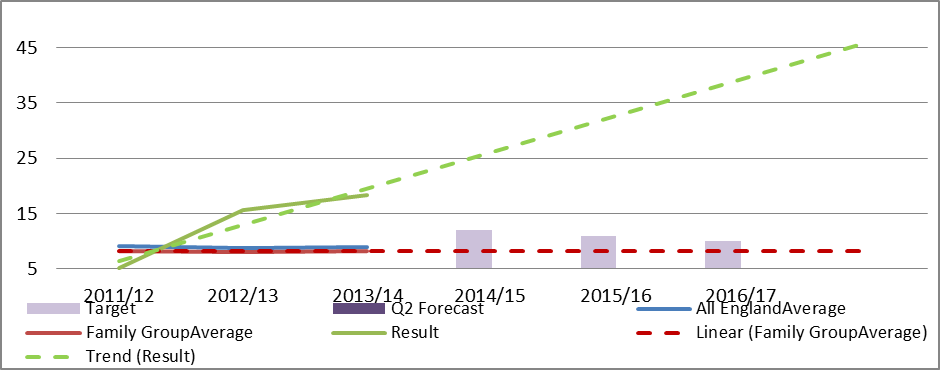 45
35
25
15
5
2011/12 2012/13 2013/14 2014/15 2015/16 2016/17
Target Q2 Forecast All EnglandAverage
Family GroupAverage Result Linear (Family GroupAverage)
Trend (Result)